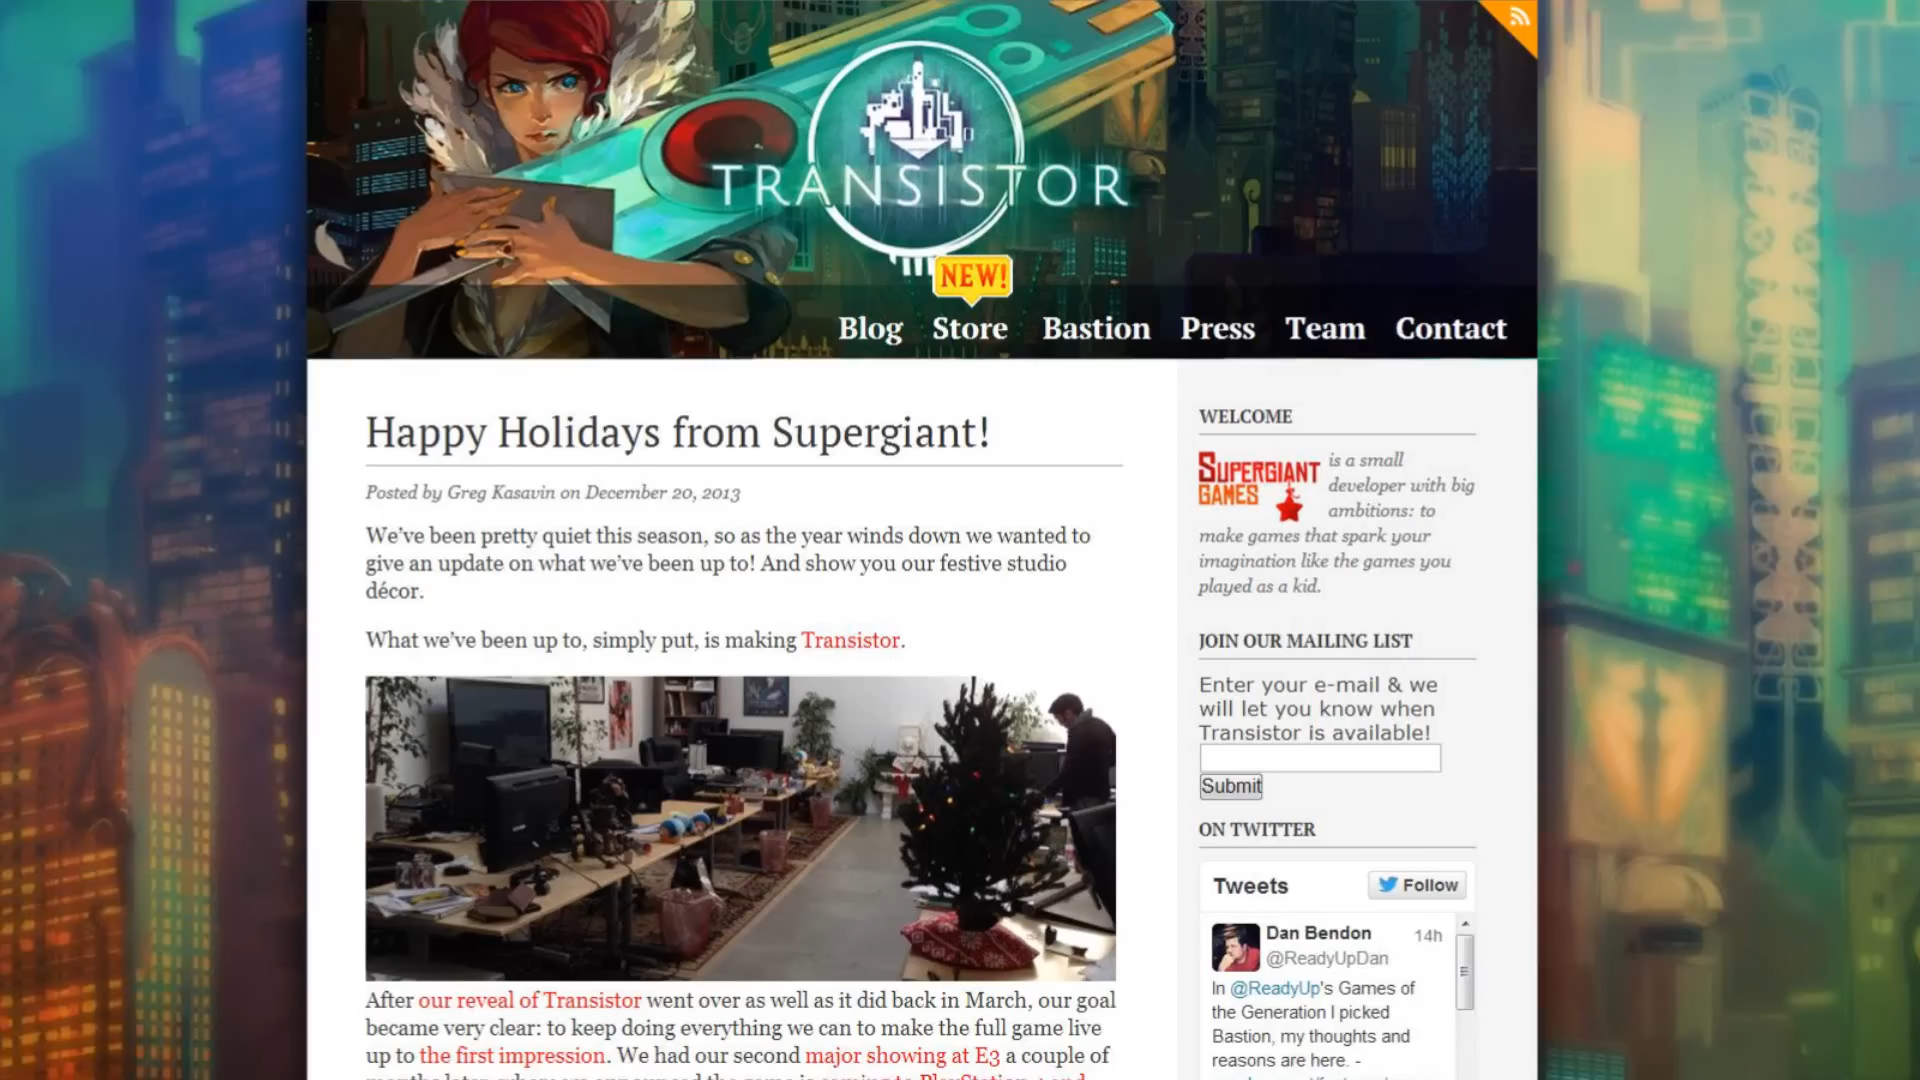 TRANSISTOR
NEW!
Blog Store Bastion Press Team Contact
Happy Holidays from Supergiant!
Posted by Greg Kasavin on December 20, 2013
We've been pretty quiet this season, so as the year winds down we wanted to
give an update on what we've been up to! And show you our festive studio
décor.
What we've been up to, simply put, is making Transistor.
After our reveal of Transistor went over as well as it did back in March, our goal
became very clear: to keep doing everything we can to make the full game live
up to the first impression. We had our second major showing at E3 a couple of
WELCOME
SUPERGIANT
GAMES
is a small
developer with big
ambitions: to
make games that spark your
imagination like the games you
played as a kid.
JOIN OUR MAILING LIST
Enter your e-mail & we
will let you know when
Transistor is available!
Submit
ON TWITTER
Tweets Follow
Dan Bendon 14h
@ReadyUpDan
In @ReadyUp's Games of
the Generation I picked
Bastion, my thoughts and
reasons are here. -